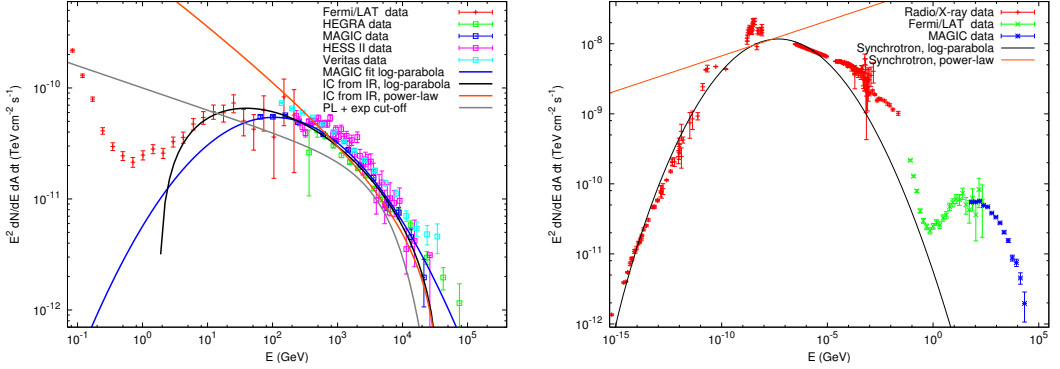 Fermi/LAT data
HEGRA data
MAGIC data
HESS II data
Veritas data
MAGIC fit log-parabola
IC from IR, log-parabola
IC from IR, power-law
PL + exp cut-off
E² dN/dE dA dt (TeV cm⁻² s⁻¹)
10⁻¹⁰
10⁻¹¹
10⁻¹²
10⁻¹ 10⁰ 10¹ 10² 10³ 10⁴ 10⁵
E (GeV)
Radio/X-ray data
Fermi/LAT data
MAGIC data
Synchrotron, log-parabola
Synchrotron, power-law
E² dN/dE dA dt (TeV cm⁻² s⁻¹)
10⁻⁸
10⁻⁹
10⁻¹⁰
10⁻¹¹
10⁻¹²
10⁻¹⁵ 10⁻¹⁰ 10⁻⁵ 10⁰ 10⁵
E (GeV)